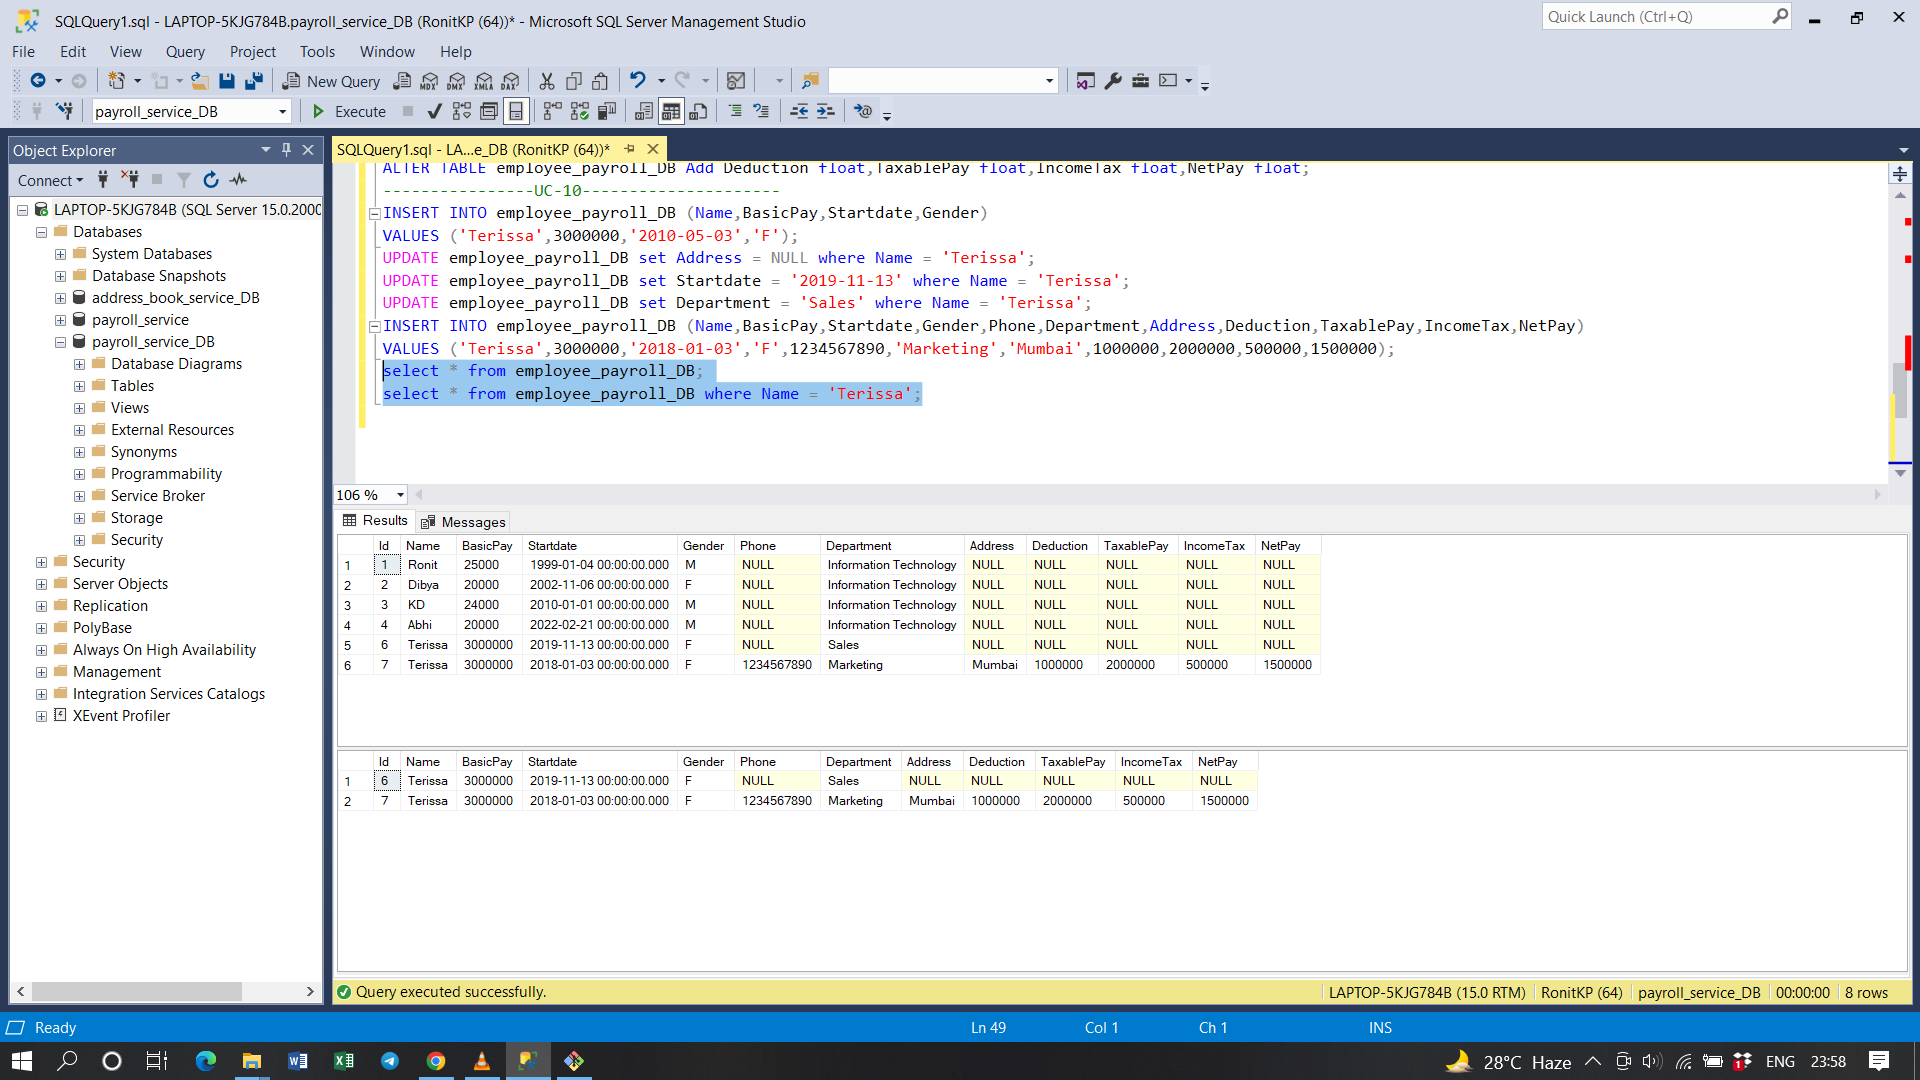 SQLQuery1.sql - LAPTOP-5KJG784B.payroll_service_DB (RonitKP (64))* - Microsoft SQL Server Management Studio
Quick Launch (Ctrl+Q)
File Edit View Query Project Tools Window Help
New Query MDX DMX XMLA DAX
payroll_service_DB Execute
Object Explorer
Connect
LAPTOP-5KJG784B (SQL Server 15.0.2000
Databases
System Databases
Database Snapshots
address_book_service_DB
payroll_service
payroll_service_DB
Database Diagrams
Tables
Views
External Resources
Synonyms
Programmability
Service Broker
Storage
Security
Security
Server Objects
Replication
PolyBase
Always On High Availability
Management
Integration Services Catalogs
XEvent Profiler
SQLQuery1.sql - LA...e_DB (RonitKP (64))*
ALTER TABLE employee_payroll_DB Add Deduction float,TaxablePay float,IncomeTax float,NetPay float;
----------------UC-10---------------------
INSERT INTO employee_payroll_DB (Name,BasicPay,Startdate,Gender)
VALUES ('Terissa',3000000,'2010-05-03','F');
UPDATE employee_payroll_DB set Address = NULL where Name = 'Terissa';
UPDATE employee_payroll_DB set Startdate = '2019-11-13' where Name = 'Terissa';
UPDATE employee_payroll_DB set Department = 'Sales' where Name = 'Terissa';
INSERT INTO employee_payroll_DB (Name,BasicPay,Startdate,Gender,Phone,Department,Address,Deduction,TaxablePay,IncomeTax,NetPay)
VALUES ('Terissa',3000000,'2018-01-03','F',1234567890,'Marketing','Mumbai',1000000,2000000,500000,1500000);
select * from employee_payroll_DB;
select * from employee_payroll_DB where Name = 'Terissa';
106 %
Results Messages
Id Name BasicPay Startdate Gender Phone Department Address Deduction TaxablePay IncomeTax NetPay
1 1 Ronit 25000 1999-01-04 00:00:00.000 M NULL Information Technology NULL NULL NULL NULL NULL
2 2 Dibya 20000 2002-11-06 00:00:00.000 F NULL Information Technology NULL NULL NULL NULL NULL
3 3 KD 24000 2010-01-01 00:00:00.000 M NULL Information Technology NULL NULL NULL NULL NULL
4 4 Abhi 20000 2022-02-21 00:00:00.000 M NULL Information Technology NULL NULL NULL NULL NULL
5 6 Terissa 3000000 2019-11-13 00:00:00.000 F NULL Sales NULL NULL NULL NULL NULL
6 7 Terissa 3000000 2018-01-03 00:00:00.000 F 1234567890 Marketing Mumbai 1000000 2000000 500000 1500000
Id Name BasicPay Startdate Gender Phone Department Address Deduction TaxablePay IncomeTax NetPay
1 6 Terissa 3000000 2019-11-13 00:00:00.000 F NULL Sales NULL NULL NULL NULL NULL
2 7 Terissa 3000000 2018-01-03 00:00:00.000 F 1234567890 Marketing Mumbai 1000000 2000000 500000 1500000
Query executed successfully. LAPTOP-5KJG784B (15.0 RTM) RonitKP (64) payroll_service_DB 00:00:00 8 rows
Ready Ln 49 Col 1 Ch 1 INS
28°C Haze ENG 23:58